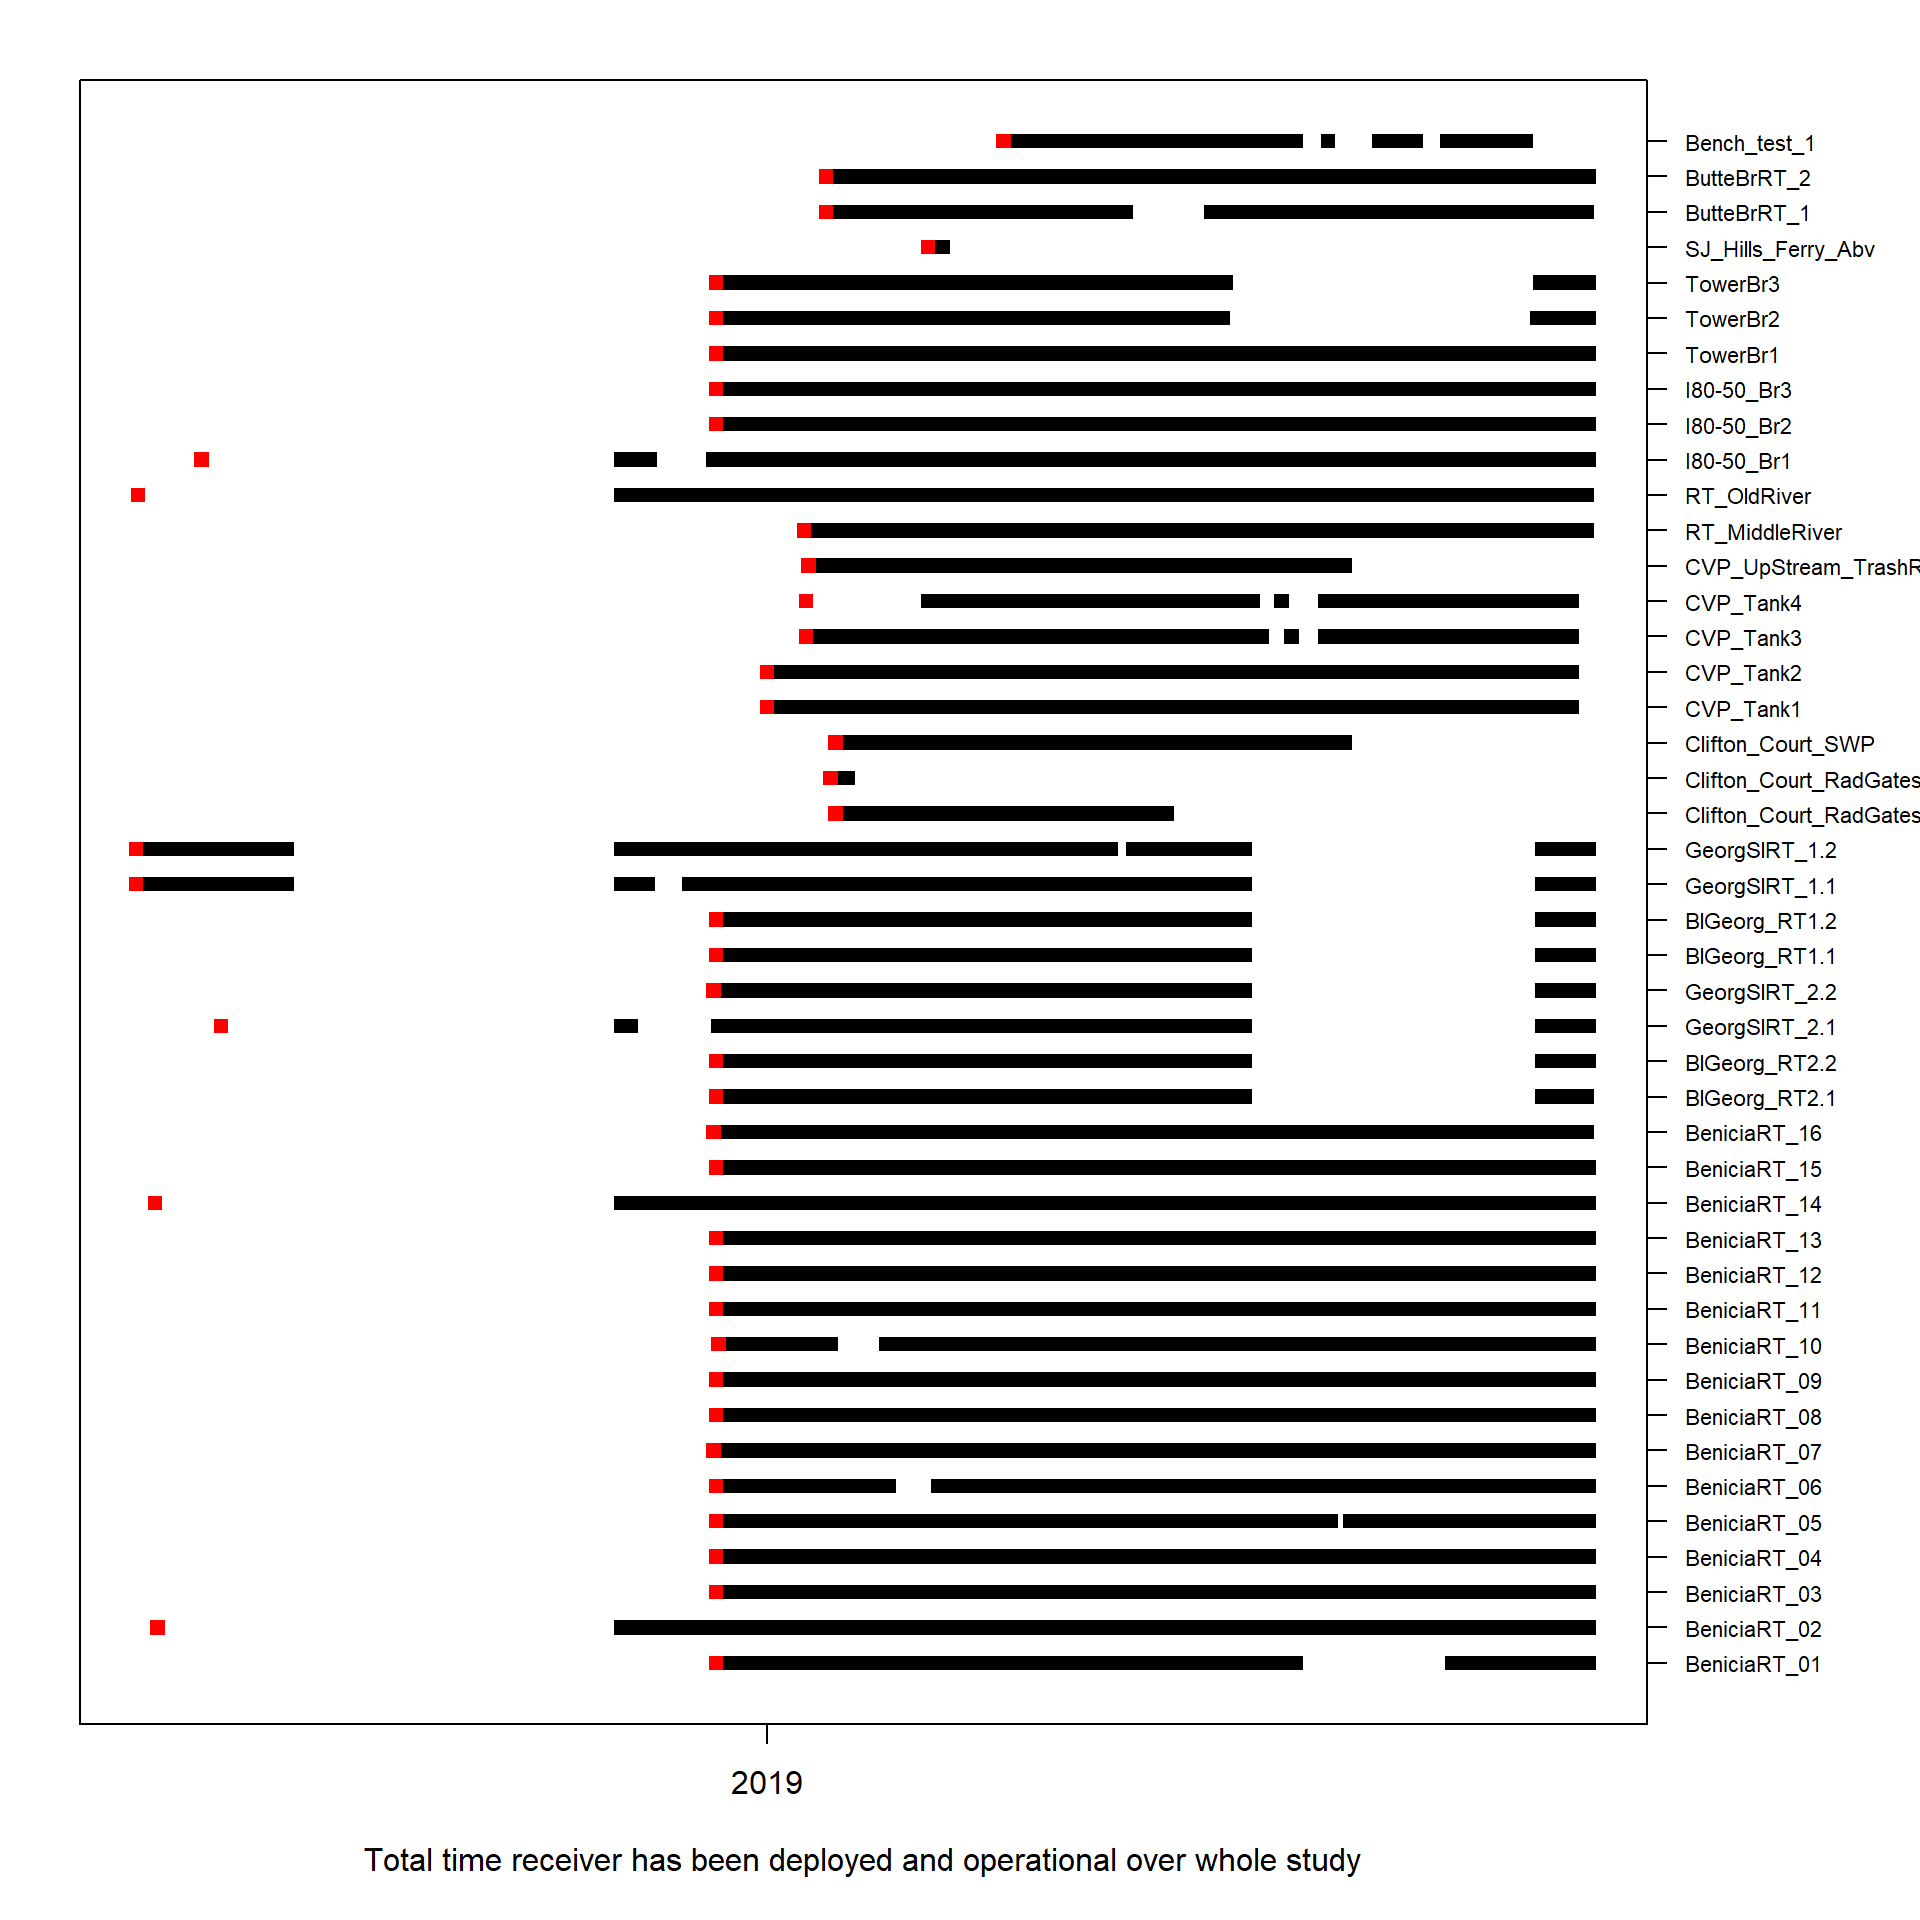 Bench_test_1
ButteBrRT_2
ButteBrRT_1
SJ_Hills_Ferry_Abv
TowerBr3
TowerBr2
TowerBr1
I80-50_Br3
I80-50_Br2
I80-50_Br1
RT_OldRiver
RT_MiddleRiver
CVP_UpStream_TrashR
CVP_Tank4
CVP_Tank3
CVP_Tank2
CVP_Tank1
Clifton_Court_SWP
Clifton_Court_RadGates
Clifton_Court_RadGates
GeorgSlRT_1.2
GeorgSlRT_1.1
BlGeorg_RT1.2
BlGeorg_RT1.1
GeorgSlRT_2.2
GeorgSlRT_2.1
BlGeorg_RT2.2
BlGeorg_RT2.1
BeniciaRT_16
BeniciaRT_15
BeniciaRT_14
BeniciaRT_13
BeniciaRT_12
BeniciaRT_11
BeniciaRT_10
BeniciaRT_09
BeniciaRT_08
BeniciaRT_07
BeniciaRT_06
BeniciaRT_05
BeniciaRT_04
BeniciaRT_03
BeniciaRT_02
BeniciaRT_01
2019
Total time receiver has been deployed and operational over whole study